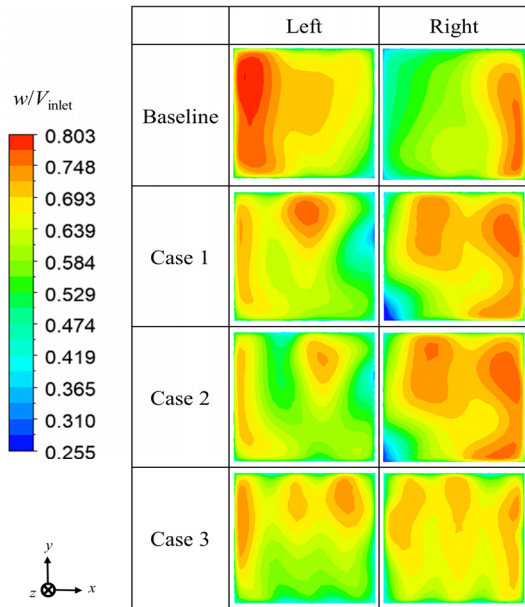 Left Right
w/V_inlet
Baseline
0.803
0.748
0.693
0.639
0.584
0.529
0.474
0.419
0.364
0.310
0.255
Case 1
Case 2
Case 3
y
z x